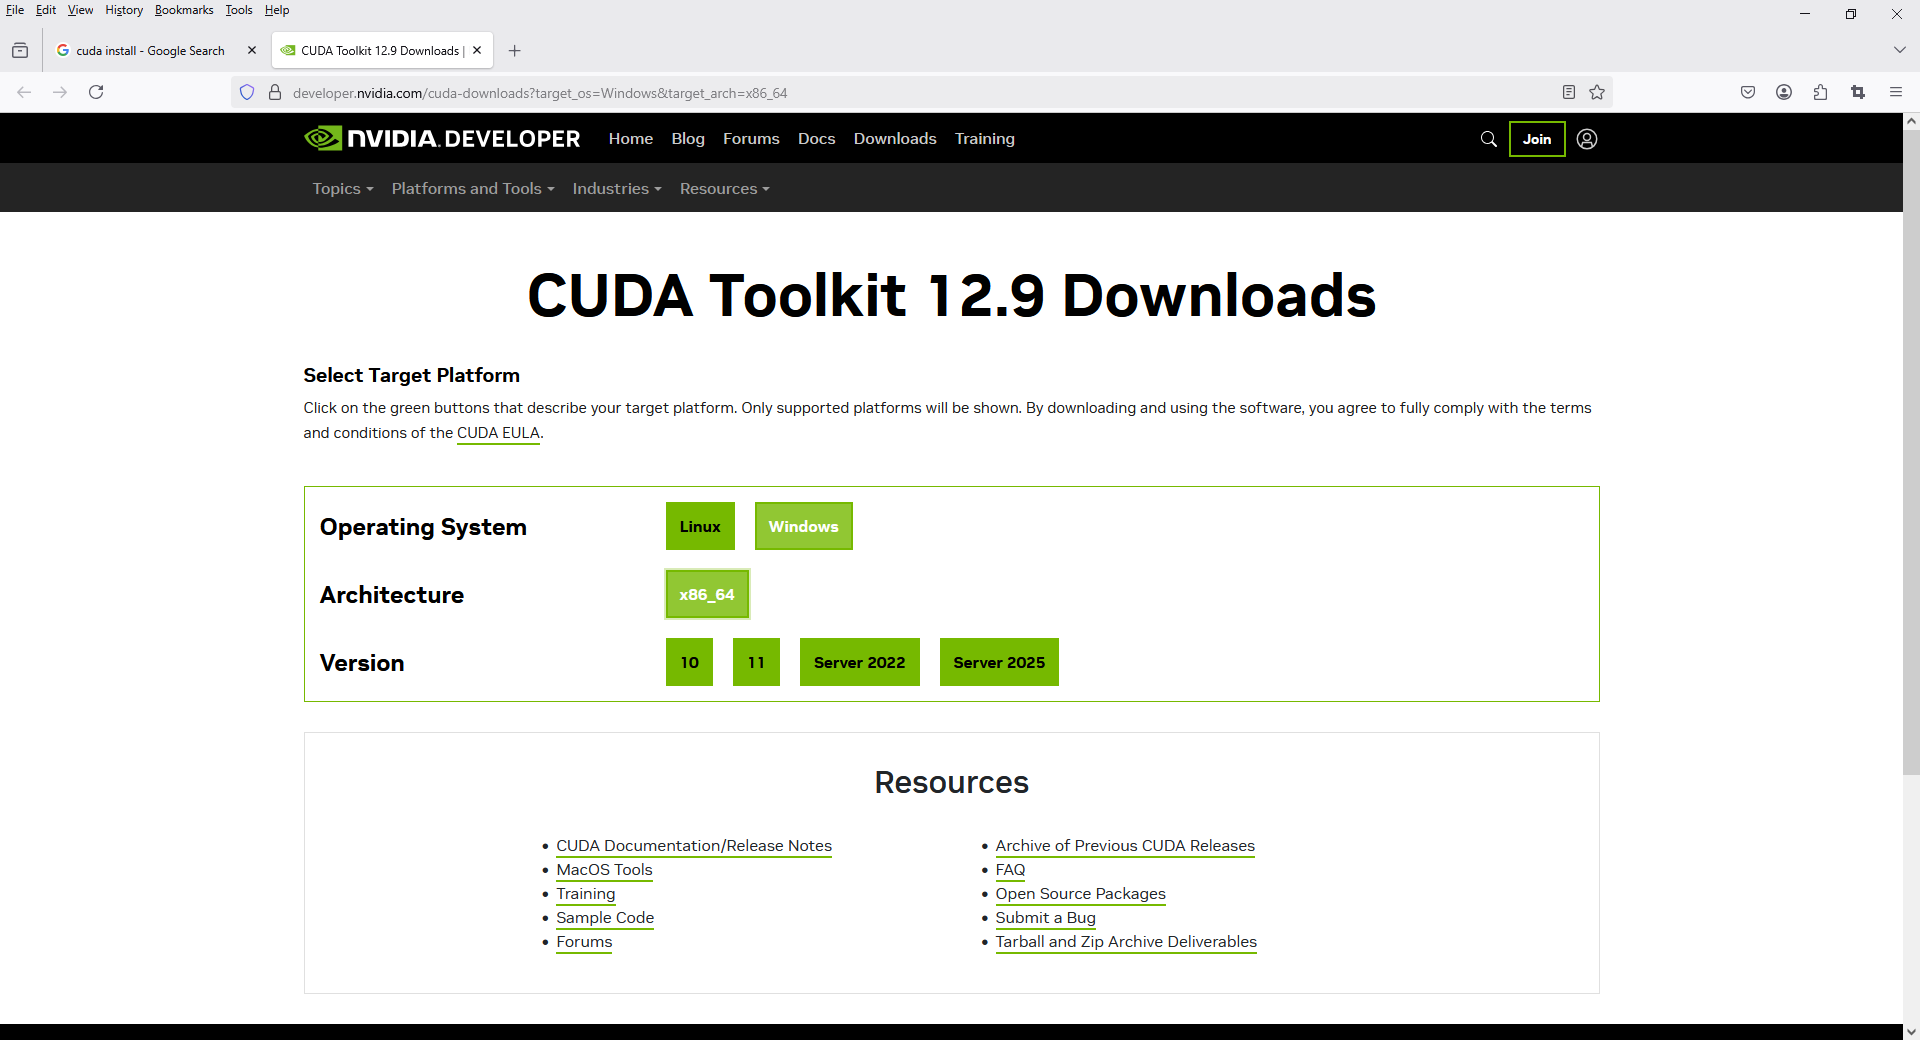 File Edit View History Bookmarks Tools Help
cuda install - Google Search
CUDA Toolkit 12.9 Downloads |
developer.nvidia.com/cuda-downloads?target_os=Windows&target_arch=x86_64
NVIDIA. DEVELOPER Home Blog Forums Docs Downloads Training Join
Topics Platforms and Tools Industries Resources
CUDA Toolkit 12.9 Downloads
Select Target Platform
Click on the green buttons that describe your target platform. Only supported platforms will be shown. By downloading and using the software, you agree to fully comply with the terms
and conditions of the CUDA EULA.
Operating System Linux Windows
Architecture x86_64
Version 10 11 Server 2022 Server 2025
Resources
• CUDA Documentation/Release Notes
• MacOS Tools
• Training
• Sample Code
• Forums
• Archive of Previous CUDA Releases
• FAQ
• Open Source Packages
• Submit a Bug
• Tarball and Zip Archive Deliverables